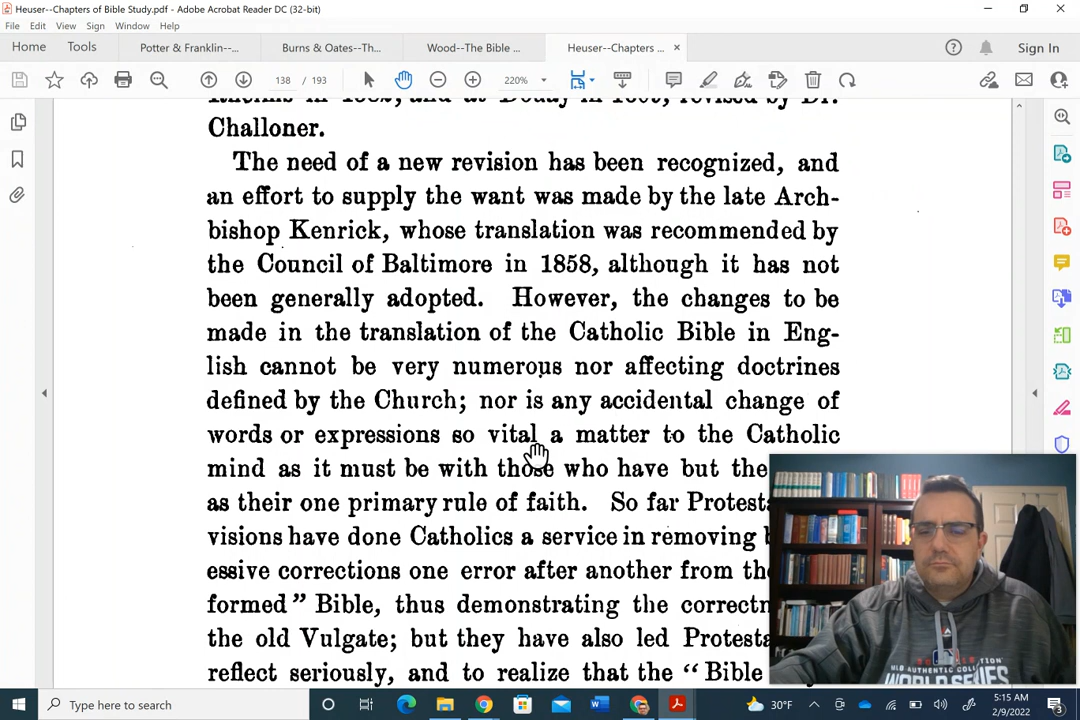 Heuser--Chapters of Bible Study.pdf - Adobe Acrobat Reader DC (32-bit)
File Edit View Sign Window Help
Home Tools Potter & Franklin--... Burns & Oates--Th... Wood--The Bible ... Heuser--Chapters ... Sign In
138 / 193 220%
Challoner.
The need of a new revision has been recognized, and
an effort to supply the want was made by the late Arch-
bishop Kenrick, whose translation was recommended by
the Council of Baltimore in 1858, although it has not
been generally adopted. However, the changes to be
made in the translation of the Catholic Bible in Eng-
lish cannot be very numerous nor affecting doctrines
defined by the Church; nor is any accidental change of
words or expressions so vital a matter to the Catholic
mind as it must be with those who have but the
as their one primary rule of faith. So far Protesta
visions have done Catholics a service in removing
essive corrections one error after another from the
formed” Bible, thus demonstrating the correctn
the old Vulgate; but they have also led Protesta
reflect seriously, and to realize that the “Bible
OLD AUTHENTIC COLLECTION
WORLD SERIES
Type here to search
30°F
5:15 AM
2/9/2022
3